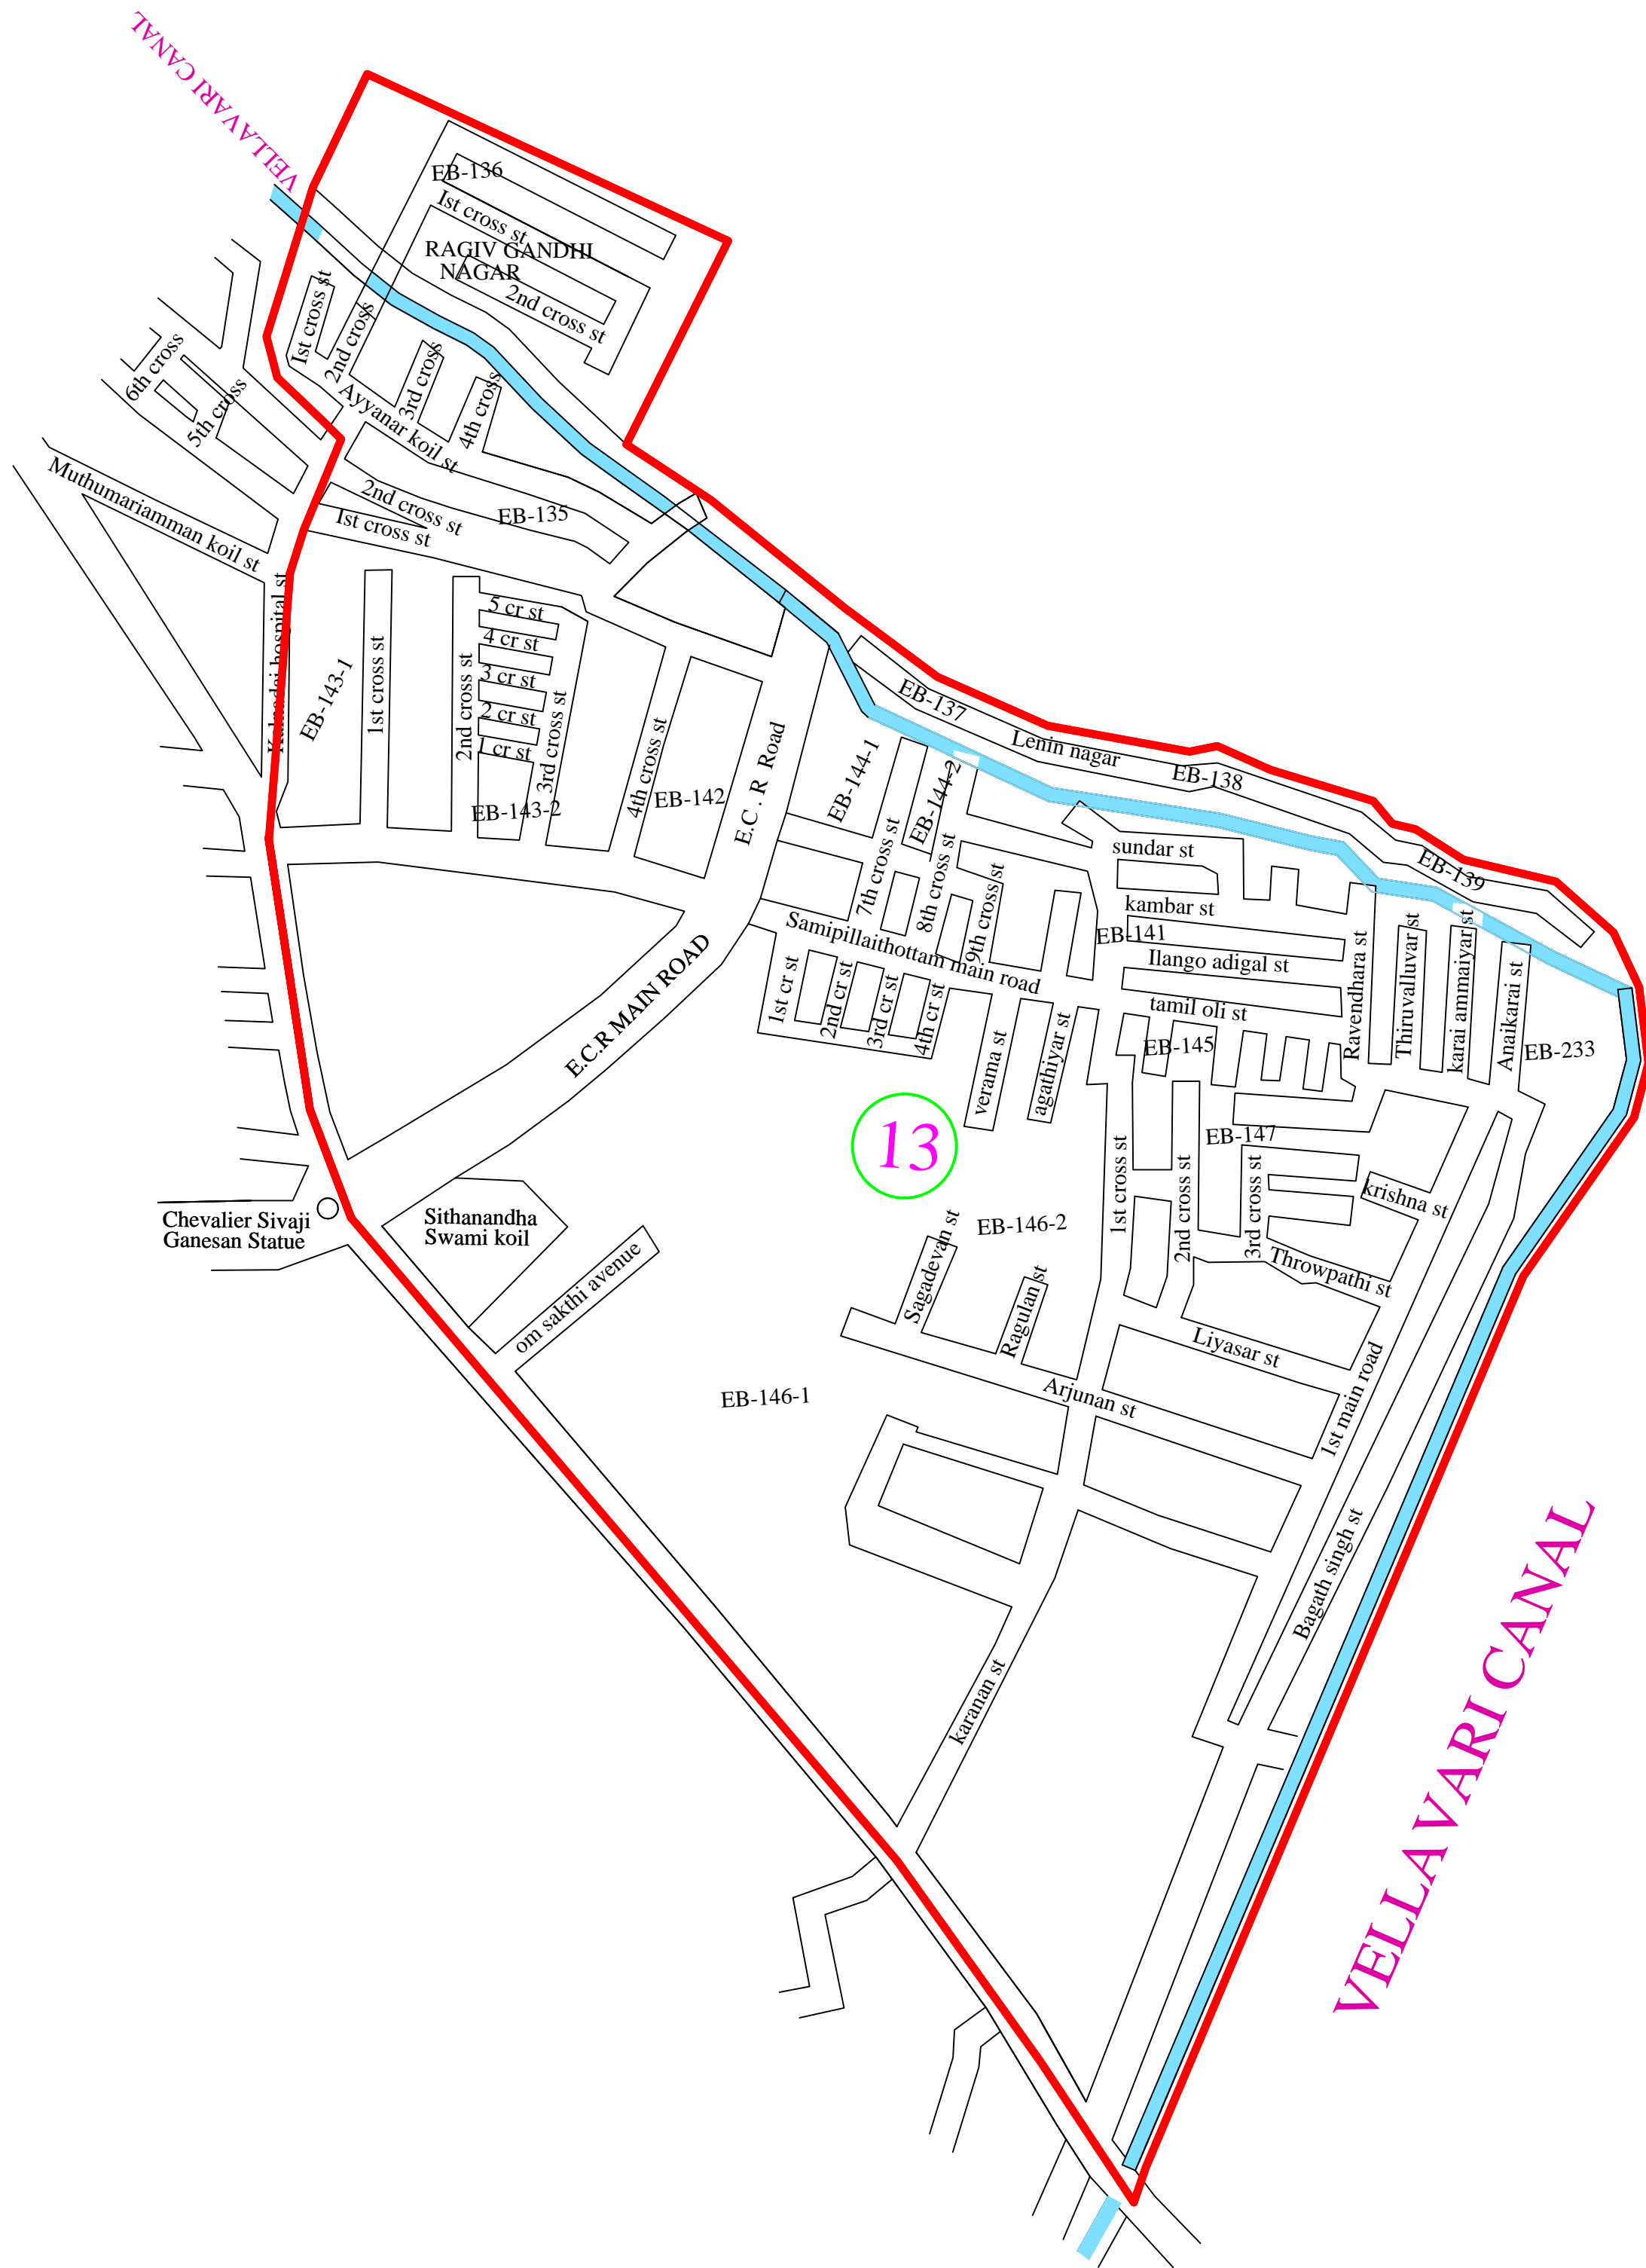 VELLAVARI CANAL
EB-136
Ist cross st
RAGIV GANDHI
NAGAR
2nd cross st
Ist cross st
2nd cross
3rd cross
4th cross
Ayyanar koil st
6th cross
5th cross
Muthumariamman koil st
2nd cross st
Ist cross st
EB-135
hospital st
EB-143-1
1st cross st
2nd cross st
5 cr st
4 cr st
3 cr st
2 cr st
1 cr st
3rd cross st
EB-143-2
4th cross st
EB-142
E.C . R Road
EB-137
Lenin nagar
EB-138
EB-139
EB-144-1
EB-144-2
7th cross st
8th cross st
9th cross st
sundar st
kambar st
EB-141
Ilango adigal st
tamil oli st
EB-145
Ravendhara st
Thiruvalluvar st
karai ammaiyar st
Anaikarai st
EB-233
Samipillaithottam main road
E.C.R MAIN ROAD
1st cr st
2nd cr st
3rd cr st
4th cr st
verama st
agathiyar st
13
1st cross st
2nd cross st
EB-147
3rd cross st
krishna st
Throwpathi st
Chevalier Sivaji
Ganesan Statue
Sithanandha
Swami koil
om sakthi avenue
Sagadevan st
EB-146-2
Ragulan st
Liyasar st
EB-146-1
Arjunan st
1st main road
Bagath singh st
karanan st
VELLAVARI CANAL